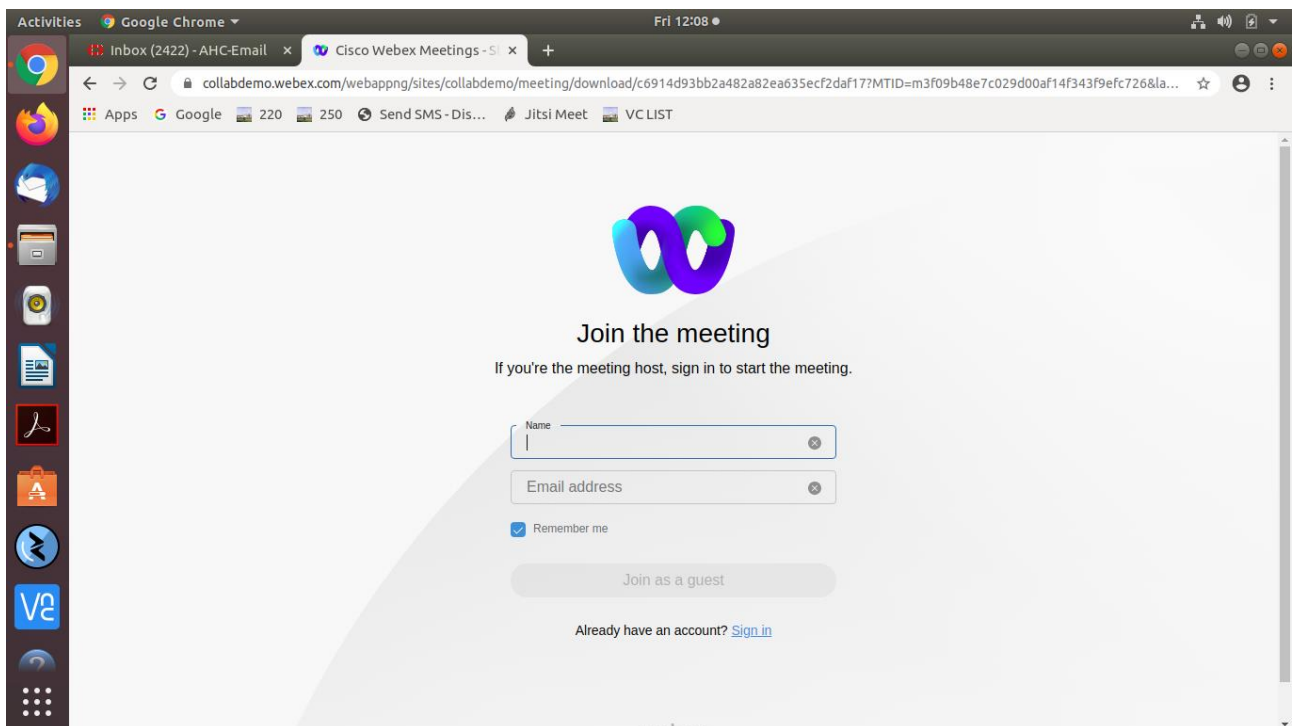 Activities Google Chrome Fri 12:08
Inbox (2422) - AHC-Email Cisco Webex Meetings - S
collabdemo.webex.com/webappng/sites/collabdemo/meeting/download/c6914d93bb2a482a82ea635ecf2daf17?MTID=m3f09b48e7c029d00af14f343f9efc726&la...
Apps Google 220 250 Send SMS - Dis... Jitsi Meet VC LIST
Join the meeting
If you're the meeting host, sign in to start the meeting.
Name
Email address
Remember me
Join as a guest
Already have an account? Sign in